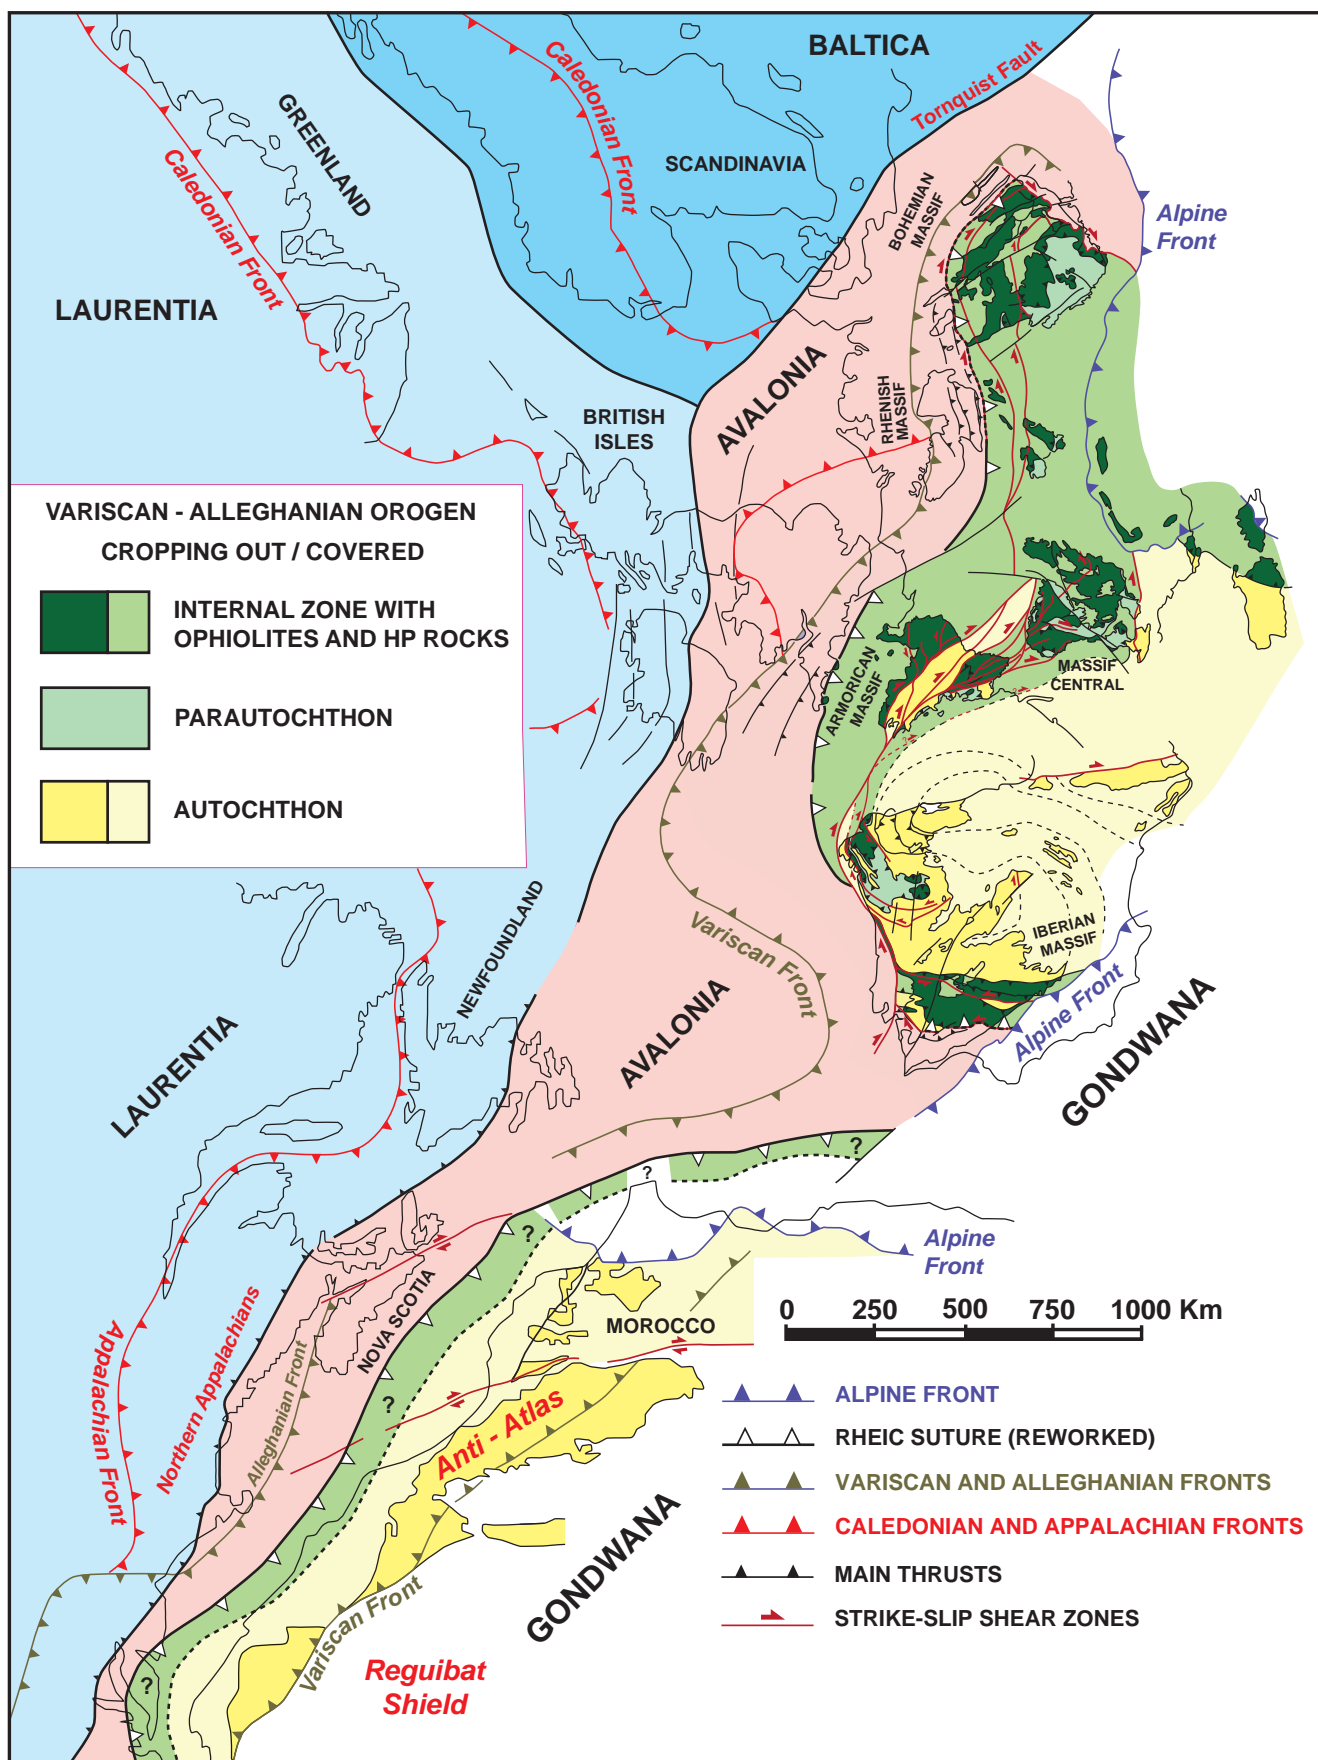 BALTICA
Tornquist Fault
Caledonian Front
GREENLAND
SCANDINAVIA
Caledonian Front
BOHEMIAN
MASSIF
Alpine
Front
LAURENTIA
AVALONIA
RHENISH
MASSIF
BRITISH
ISLES
VARISCAN - ALLEGHANIAN OROGEN
CROPPING OUT / COVERED
INTERNAL ZONE WITH
OPHIOLITES AND HP ROCKS
PARAUTOCHTHON
AUTOCHTHON
ARMORICAN
MASSIF
MASSIF
CENTRAL
NEWFOUNDLAND
Variscan Front
IBERIAN
MASSIF
Alpine Front
GONDWANA
LAURENTIA
AVALONIA
?
?
?
Alpine
Front
NOVA SCOTIA
MOROCCO
0 250 500 750 1000 Km
Appalachian Front
Northern Appalachians
Alleghanian Front
?
Anti - Atlas
ALPINE FRONT
RHEIC SUTURE (REWORKED)
VARISCAN AND ALLEGHANIAN FRONTS
CALEDONIAN AND APPALACHIAN FRONTS
MAIN THRUSTS
STRIKE-SLIP SHEAR ZONES
GONDWANA
Variscan Front
Reguibat
Shield
?